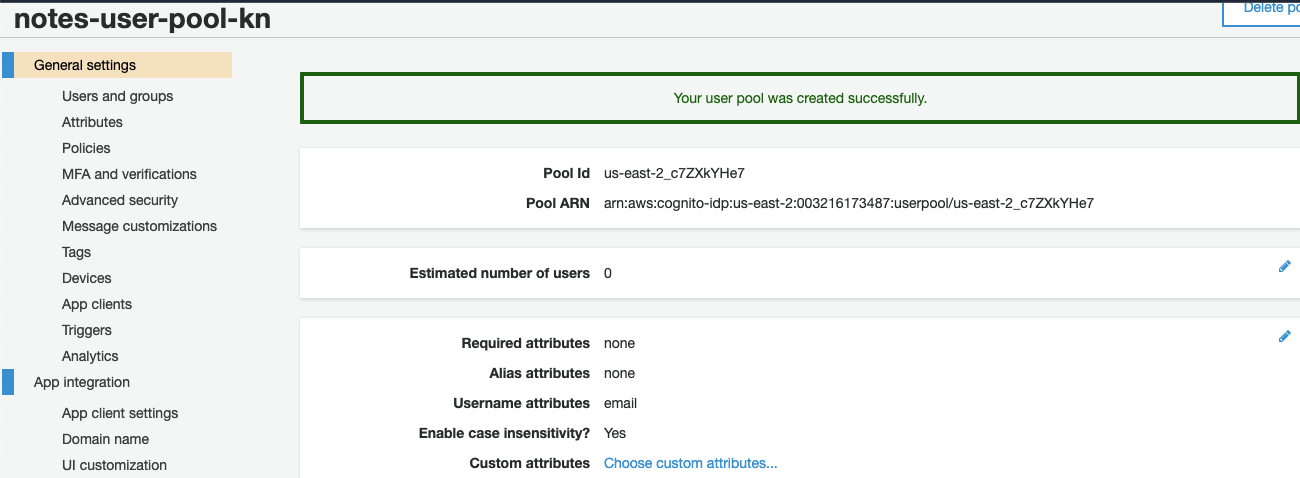 notes-user-pool-kn
Delete po
General settings
Users and groups
Attributes
Policies
MFA and verifications
Advanced security
Message customizations
Tags
Devices
App clients
Triggers
Analytics
App integration
App client settings
Domain name
UI customization
Your user pool was created successfully.
Pool Id us-east-2_c7ZXkYHe7
Pool ARN arn:aws:cognito-idp:us-east-2:003216173487:userpool/us-east-2_c7ZXkYHe7
Estimated number of users 0
Required attributes none
Alias attributes none
Username attributes email
Enable case insensitivity? Yes
Custom attributes Choose custom attributes...